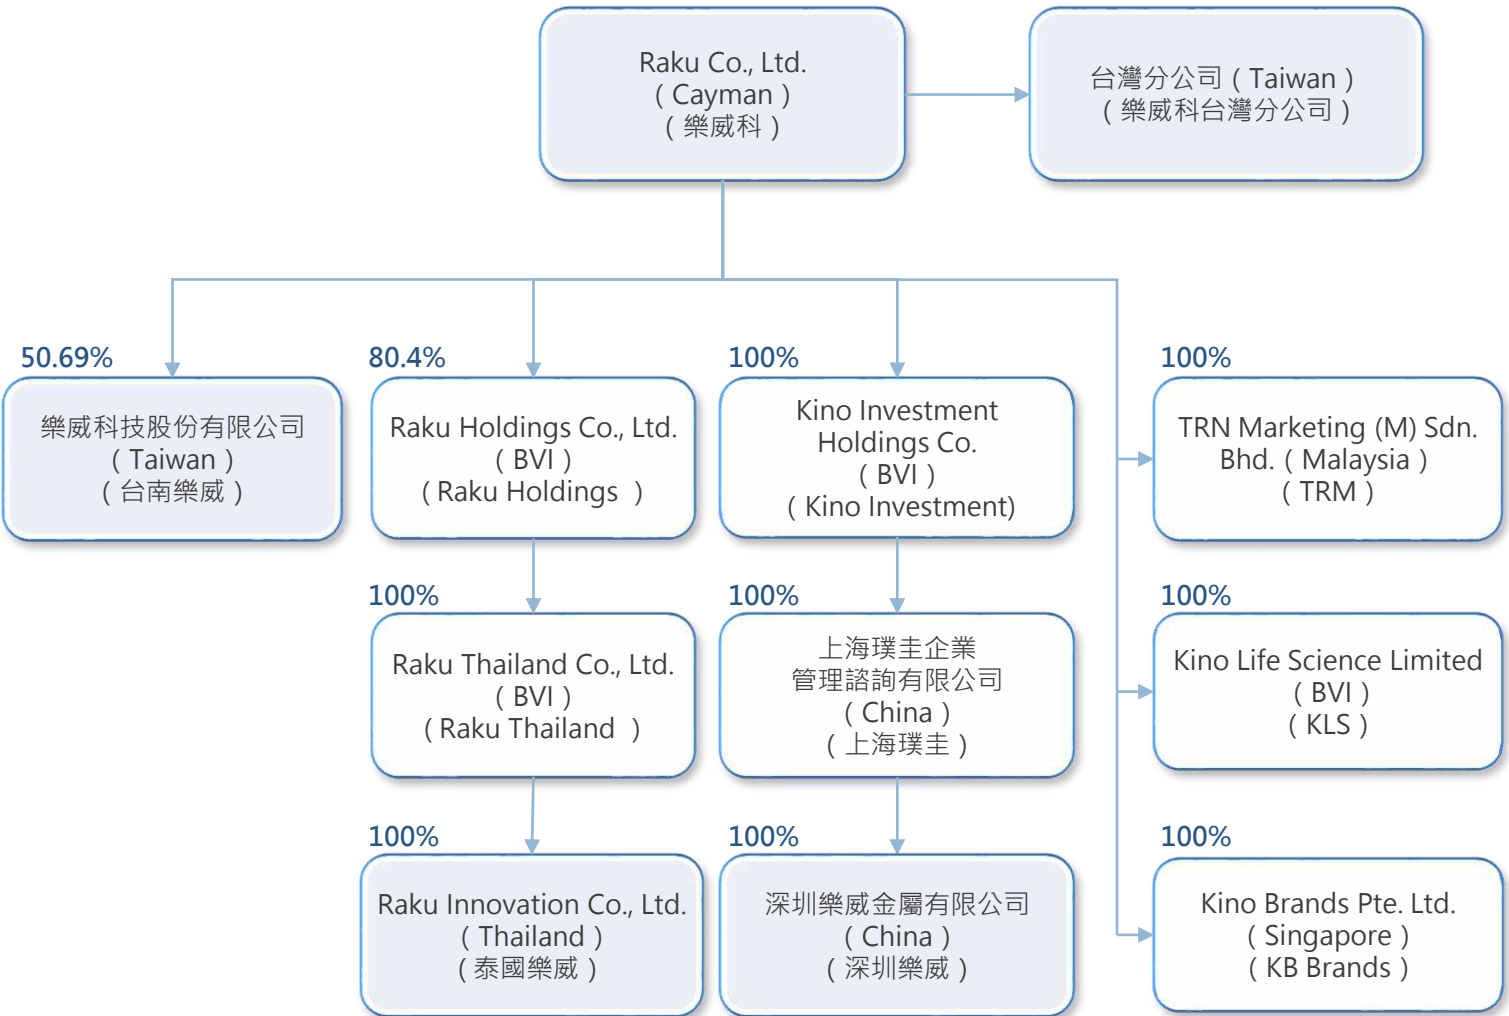 Raku Co., Ltd.
( Cayman )
( 樂威科 )
台灣分公司 ( Taiwan )
( 樂威科台灣分公司 )
50.69%
樂威科技股份有限公司
( Taiwan )
( 台南樂威 )
80.4%
Raku Holdings Co., Ltd.
( BVI )
( Raku Holdings )
100%
Kino Investment
Holdings Co.
( BVI )
( Kino Investment)
100%
TRN Marketing (M) Sdn.
Bhd. ( Malaysia )
( TRM )
100%
Raku Thailand Co., Ltd.
( BVI )
( Raku Thailand )
100%
上海璞圭企業
管理諮詢有限公司
( China )
( 上海璞圭 )
100%
Kino Life Science Limited
( BVI )
( KLS )
100%
Raku Innovation Co., Ltd.
( Thailand )
( 泰國樂威 )
100%
深圳樂威金屬有限公司
( China )
( 深圳樂威 )
100%
Kino Brands Pte. Ltd.
( Singapore )
( KB Brands )